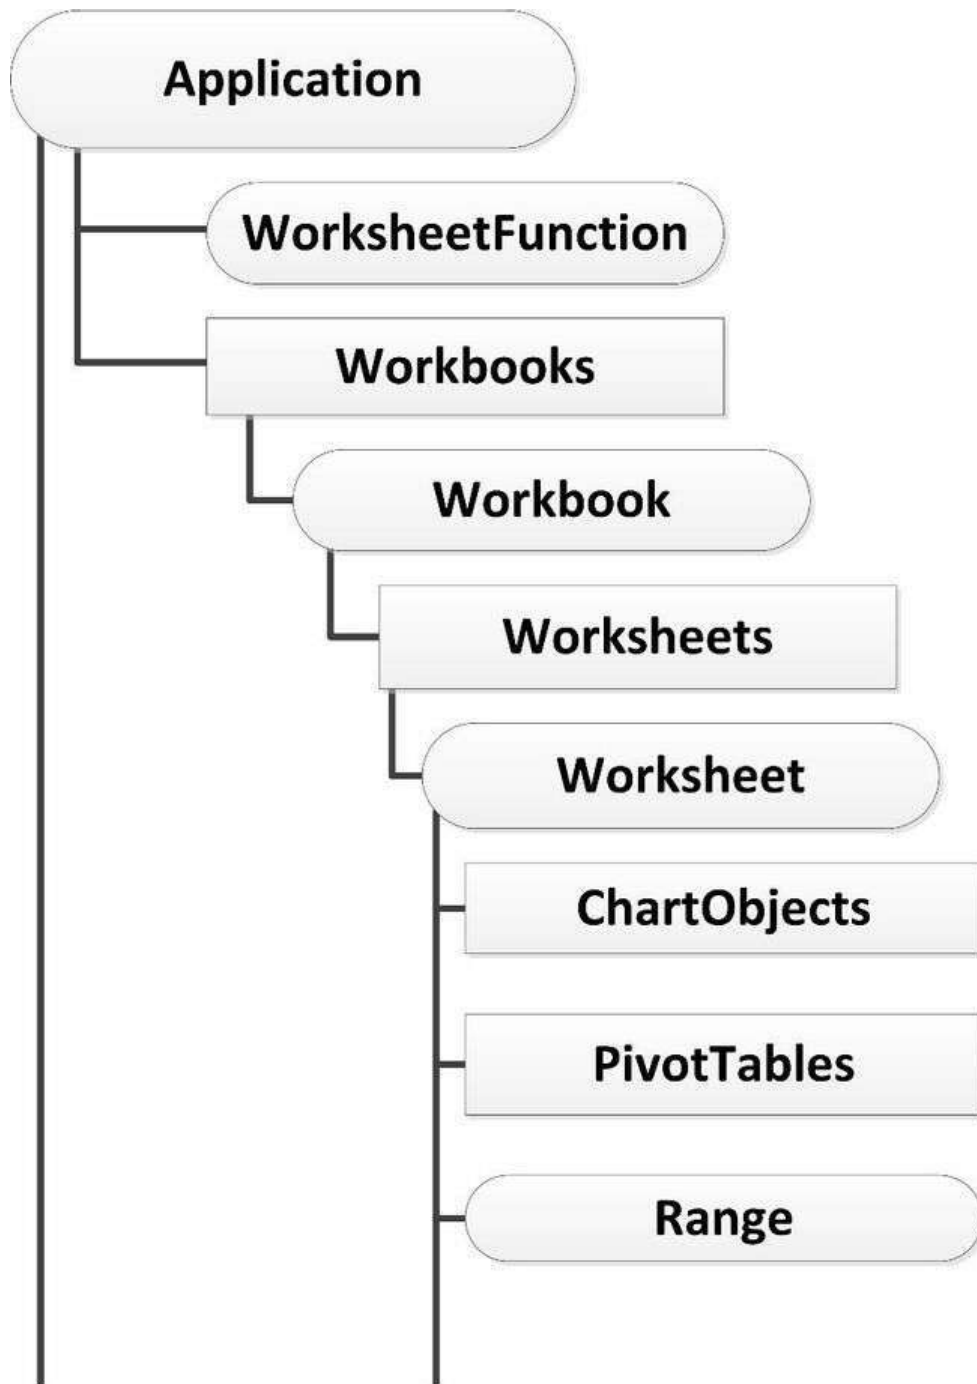 Application
WorksheetFunction
Workbooks
Workbook
Worksheets
Worksheet
ChartObjects
PivotTables
Range